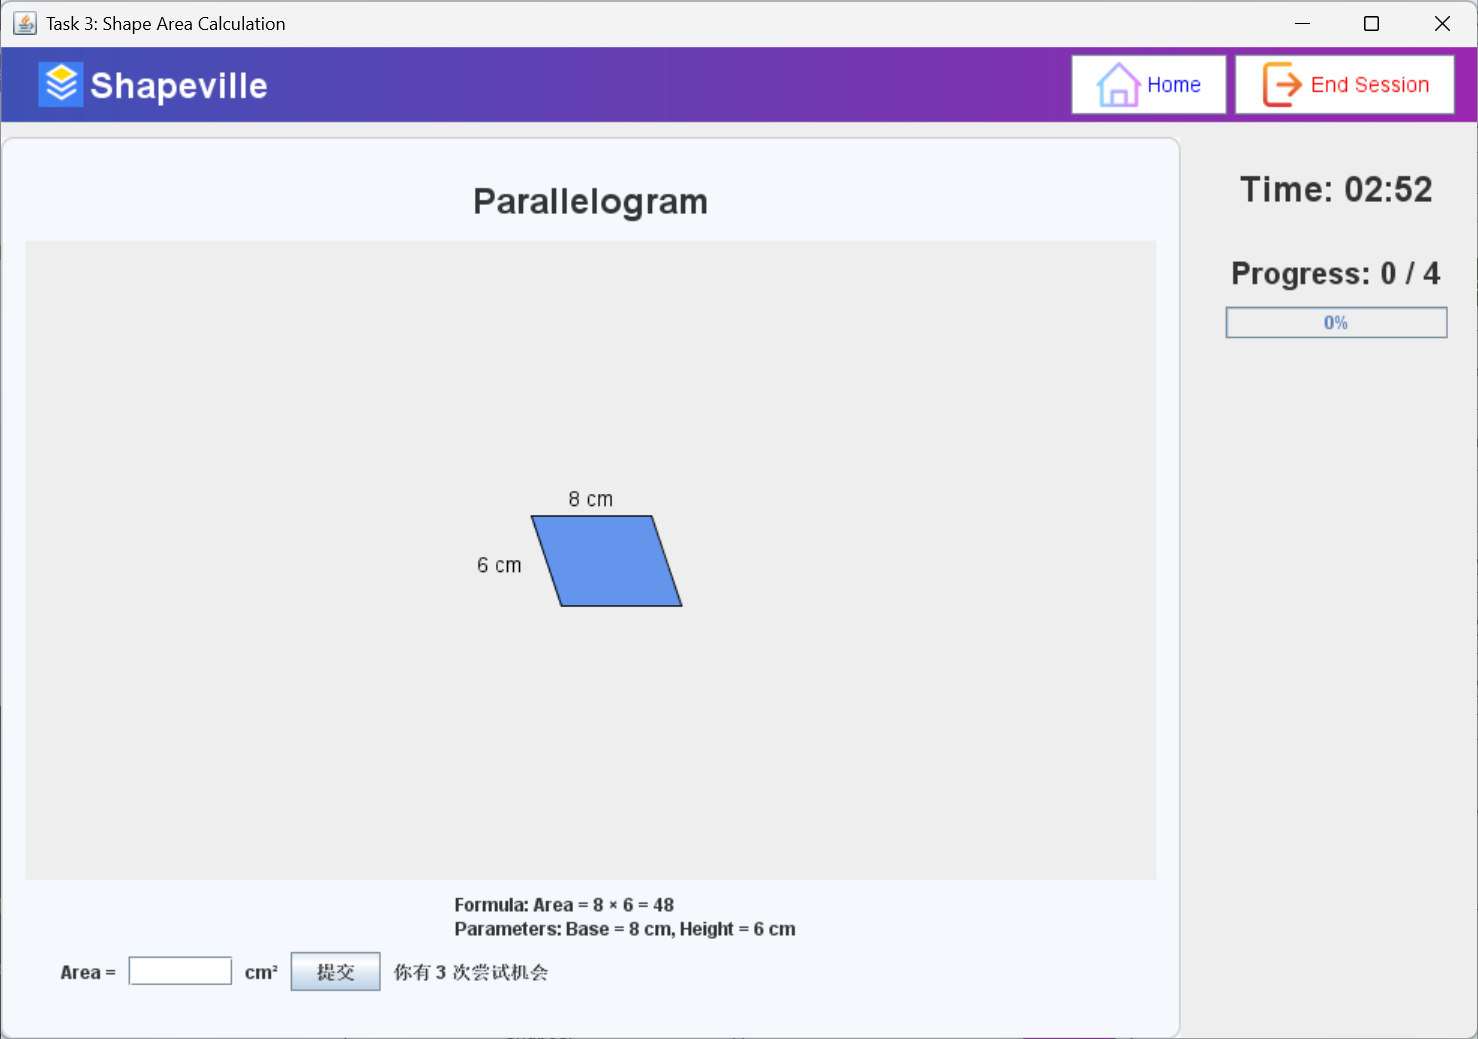 Task 3: Shape Area Calculation
Shapeville
Home
End Session
Parallelogram
Time: 02:52
Progress: 0 / 4
0%
8 cm
6 cm
Formula: Area = 8 × 6 = 48
Parameters: Base = 8 cm, Height = 6 cm
Area = cm² 提交 你有 3 次尝试机会